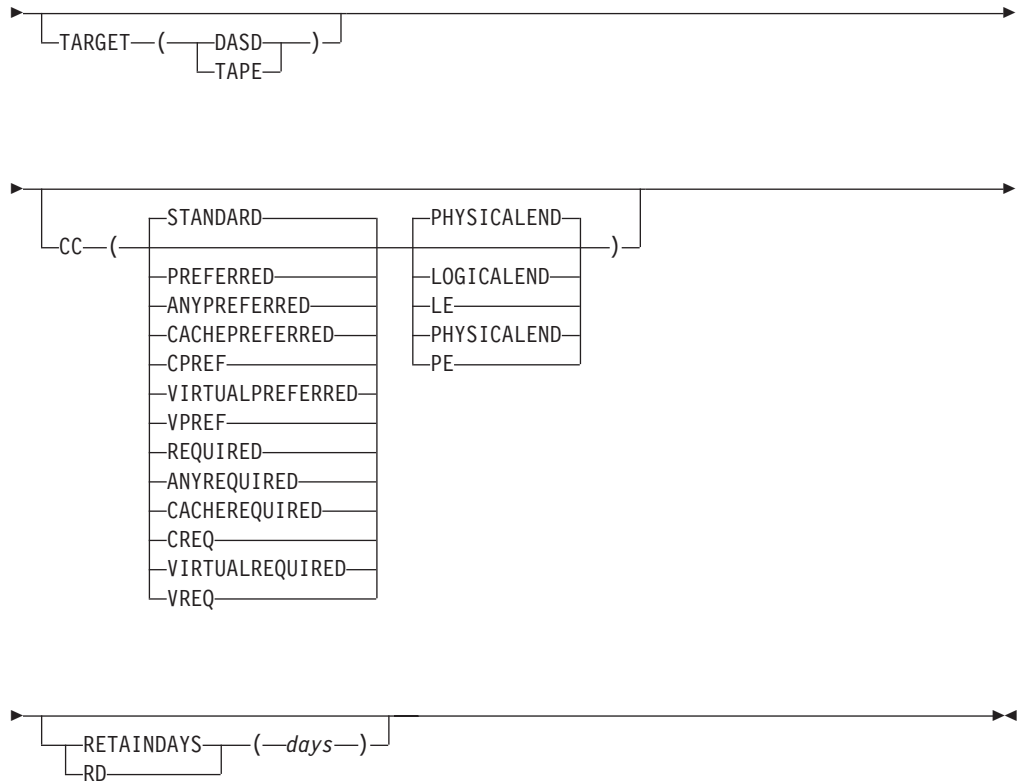 TARGET ( DASD )
TAPE
STANDARD PHYSICALEND
CC ( )
PREFERRED LOGICALEND
ANYPREFERRED LE
CACHEPREFERRED PHYSICALEND
CPREF PE
VIRTUALPREFERRED
VPREF
REQUIRED
ANYREQUIRED
CACHEREQUIRED
CREQ
VIRTUALREQUIRED
VREQ
RETAINDAYS ( days )
RD